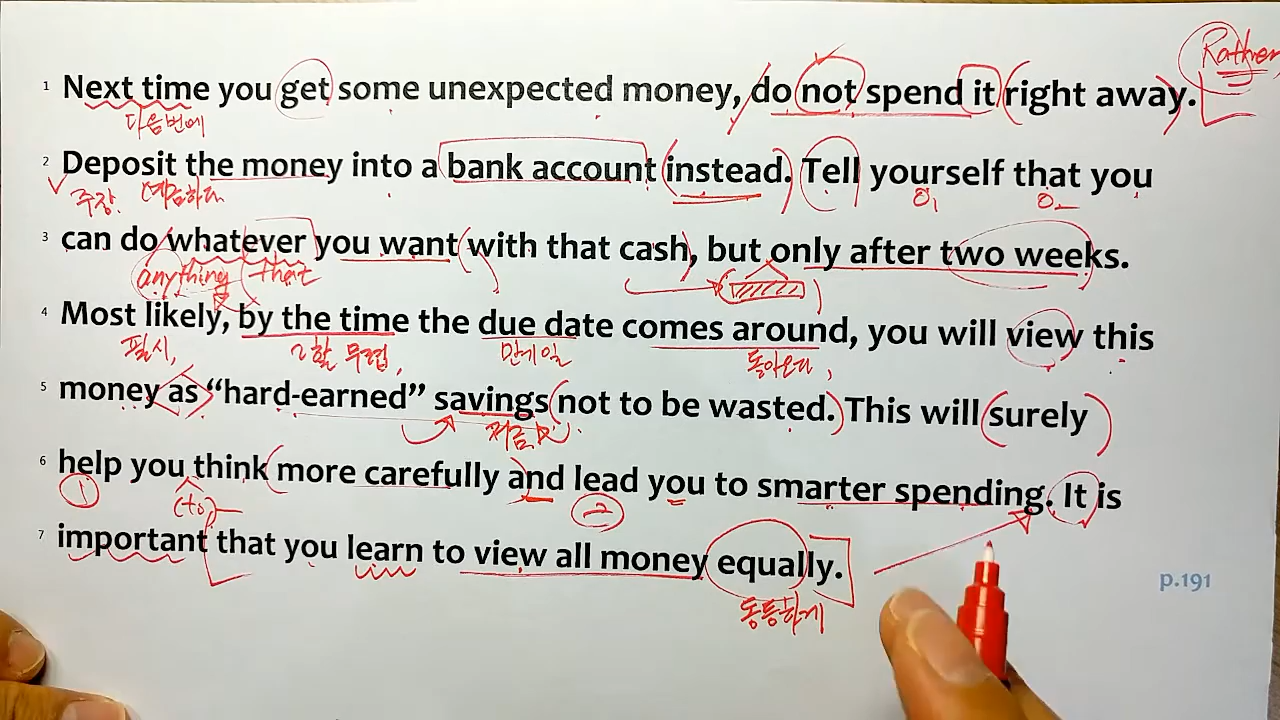 Rather
1 Next time you get some unexpected money, do not spend it right away.
다음번에
2 Deposit the money into a bank account instead. Tell yourself that you
주장. 예금하다 O₁ O₂
3 can do whatever you want with that cash, but only after two weeks.
anything that
4 Most likely, by the time the due date comes around, you will view this
필시, ~할 무렵, 만기일 돌아온다,
5 money as “hard-earned” savings not to be wasted. This will surely
저금
6 help you think more carefully and lead you to smarter spending. It is
① (to) ②
7 important that you learn to view all money equally.
동등하게
p.191